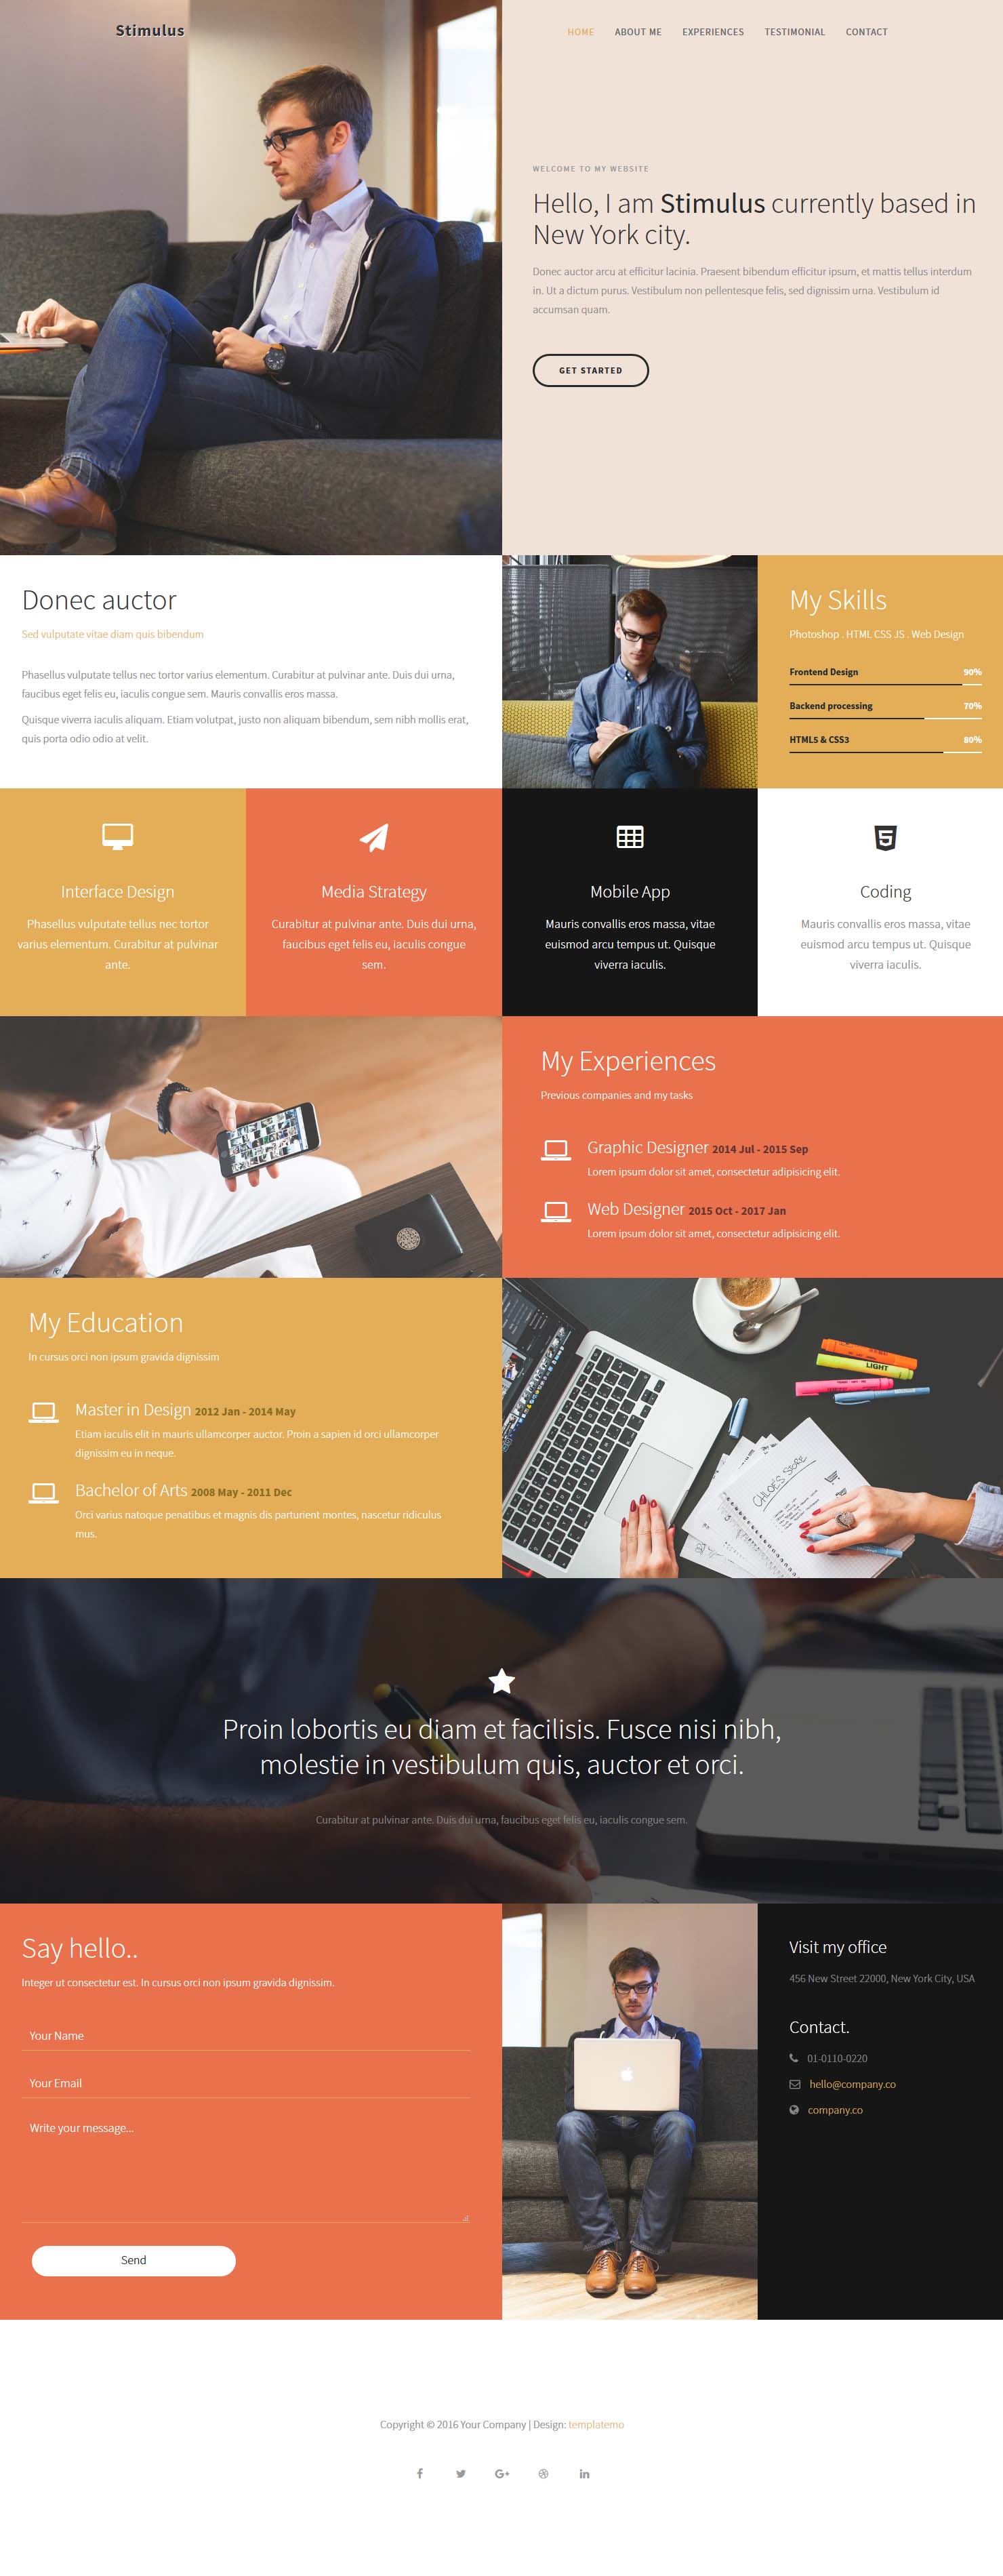 Stimulus
HOME ABOUT ME EXPERIENCES TESTIMONIAL CONTACT
WELCOME TO MY WEBSITE
Hello, I am Stimulus currently based in
New York city.
Donec auctor arcu at efficitur lacinia. Praesent bibendum efficitur ipsum, et mattis tellus interdum
in. Ut a dictum purus. Vestibulum non pellentesque felis, sed dignissim urna. Vestibulum id
accumsan quam.
GET STARTED
Donec auctor
Sed vulputate vitae diam quis bibendum
Phasellus vulputate tellus nec tortor varius elementum. Curabitur at pulvinar ante. Duis dui urna,
faucibus eget felis eu, iaculis congue sem. Mauris convallis eros massa.
Quisque viverra iaculis aliquam. Etiam volutpat, justo non aliquam bibendum, sem nibh mollis erat,
quis porta odio odio at velit.
My Skills
Photoshop . HTML CSS JS . Web Design
Frontend Design 90%
Backend processing 70%
HTML5 & CSS3 80%
Interface Design
Phasellus vulputate tellus nec tortor
varius elementum. Curabitur at pulvinar
ante.
Media Strategy
Curabitur at pulvinar ante. Duis dui urna,
faucibus eget felis eu, iaculis congue
sem.
Mobile App
Mauris convallis eros massa, vitae
euismod arcu tempus ut. Quisque
viverra iaculis.
Coding
Mauris convallis eros massa, vitae
euismod arcu tempus ut. Quisque
viverra iaculis.
My Experiences
Previous companies and my tasks
Graphic Designer 2014 Jul - 2015 Sep
Lorem ipsum dolor sit amet, consectetur adipisicing elit.
Web Designer 2015 Oct - 2017 Jan
Lorem ipsum dolor sit amet, consectetur adipisicing elit.
My Education
In cursus orci non ipsum gravida dignissim
Master in Design 2012 Jan - 2014 May
Etiam iaculis elit in mauris ullamcorper auctor. Proin a sapien id orci ullamcorper
dignissim eu in neque.
Bachelor of Arts 2008 May - 2011 Dec
Orci varius natoque penatibus et magnis dis parturient montes, nascetur ridiculus
mus.
LIGHT
CHLOE'S STORE
Proin lobortis eu diam et facilisis. Fusce nisi nibh,
molestie in vestibulum quis, auctor et orci.
Curabitur at pulvinar ante. Duis dui urna, faucibus eget felis eu, iaculis congue sem.
Say hello..
Integer ut consectetur est. In cursus orci non ipsum gravida dignissim.
Your Name
Your Email
Write your message...
Send
Visit my office
456 New Street 22000, New York City, USA
Contact.
01-0110-0220
hello@company.co
company.co
Copyright © 2016 Your Company | Design: templatemo